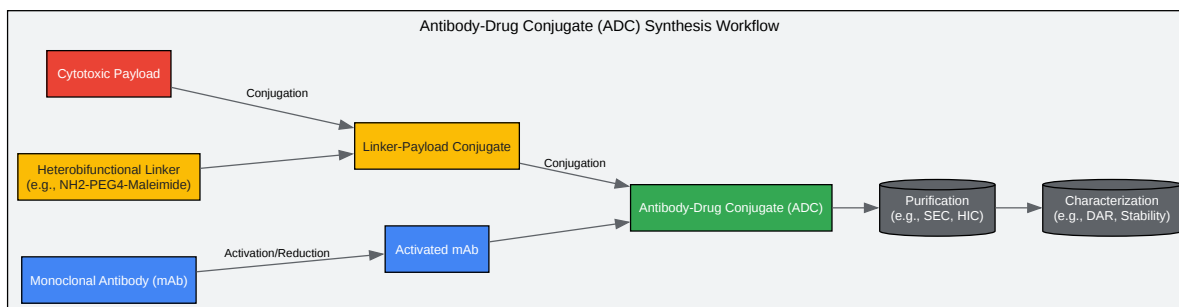 Antibody-Drug Conjugate (ADC) Synthesis Workflow
Cytotoxic Payload
Conjugation
Heterobifunctional Linker
(e.g., NH2-PEG4-Maleimide)
Linker-Payload Conjugate
Conjugation
Monoclonal Antibody (mAb)
Activation/Reduction
Activated mAb
Antibody-Drug Conjugate (ADC)
Purification
(e.g., SEC, HIC)
Characterization
(e.g., DAR, Stability)